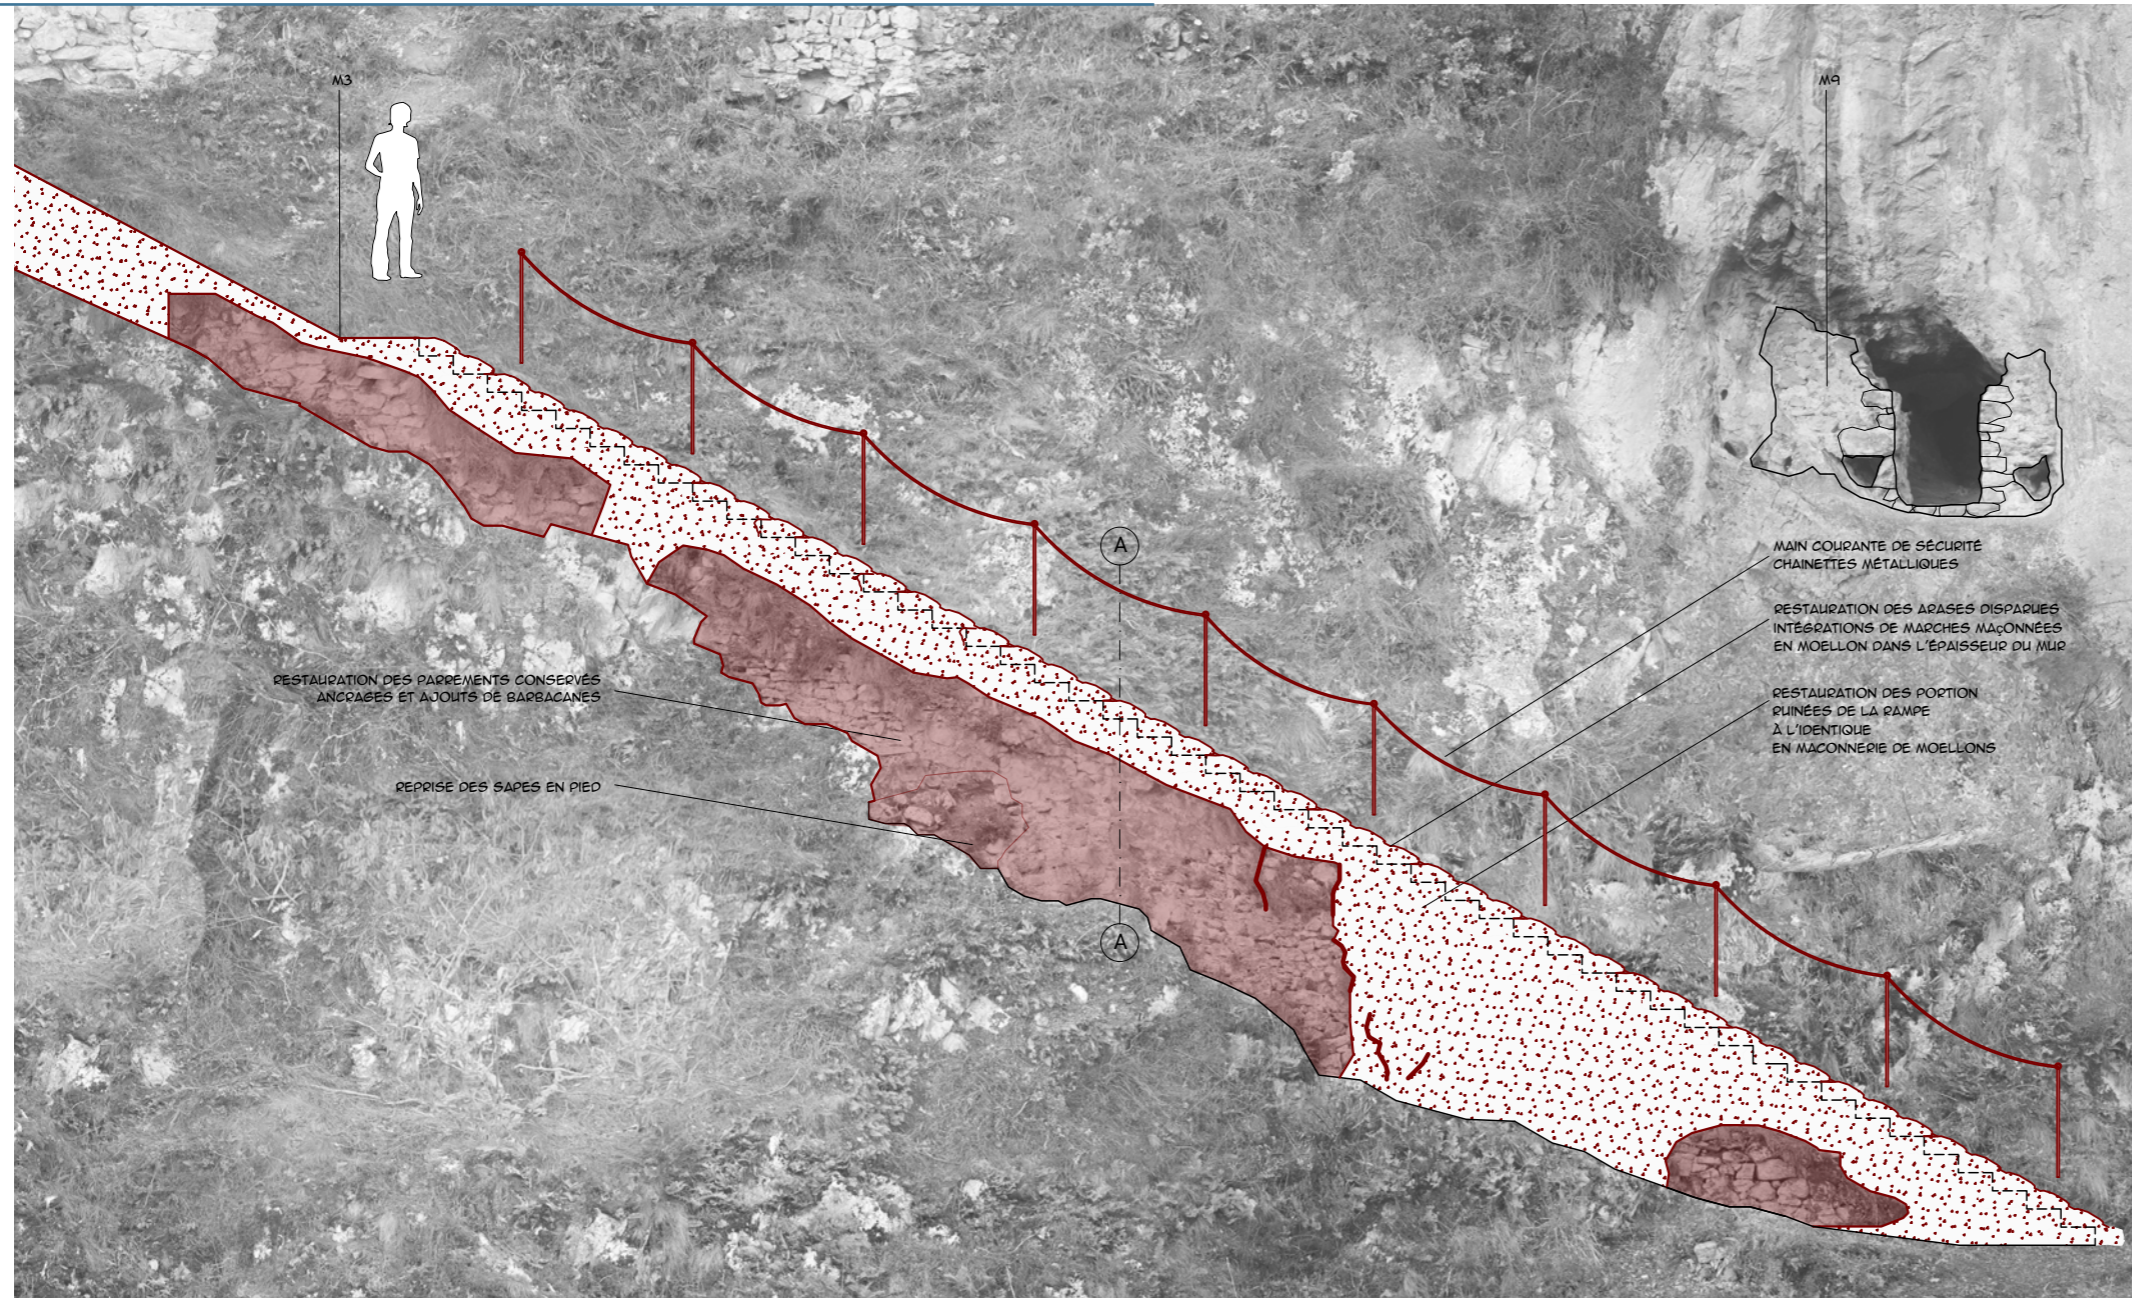 M3
M9
A
MAIN COURANTE DE SÉCURITÉ
CHAINETTES MÉTALLIQUES
RESTAURATION DES ARASES DISPARUES
INTÉGRATIONS DE MARCHES MAÇONNÉES
EN MOELLON DANS L'ÉPAISSEUR DU MUR
RESTAURATION DES PARREMENTS CONSERVÉS
ANCRAGES ET AJOUTS DE BARBACANES
RESTAURATION DES PORTION
RUINÉES DE LA RAMPE
À L'IDENTIQUE
EN MACONNERIE DE MOELLONS
REPRISE DES SAPES EN PIED
A